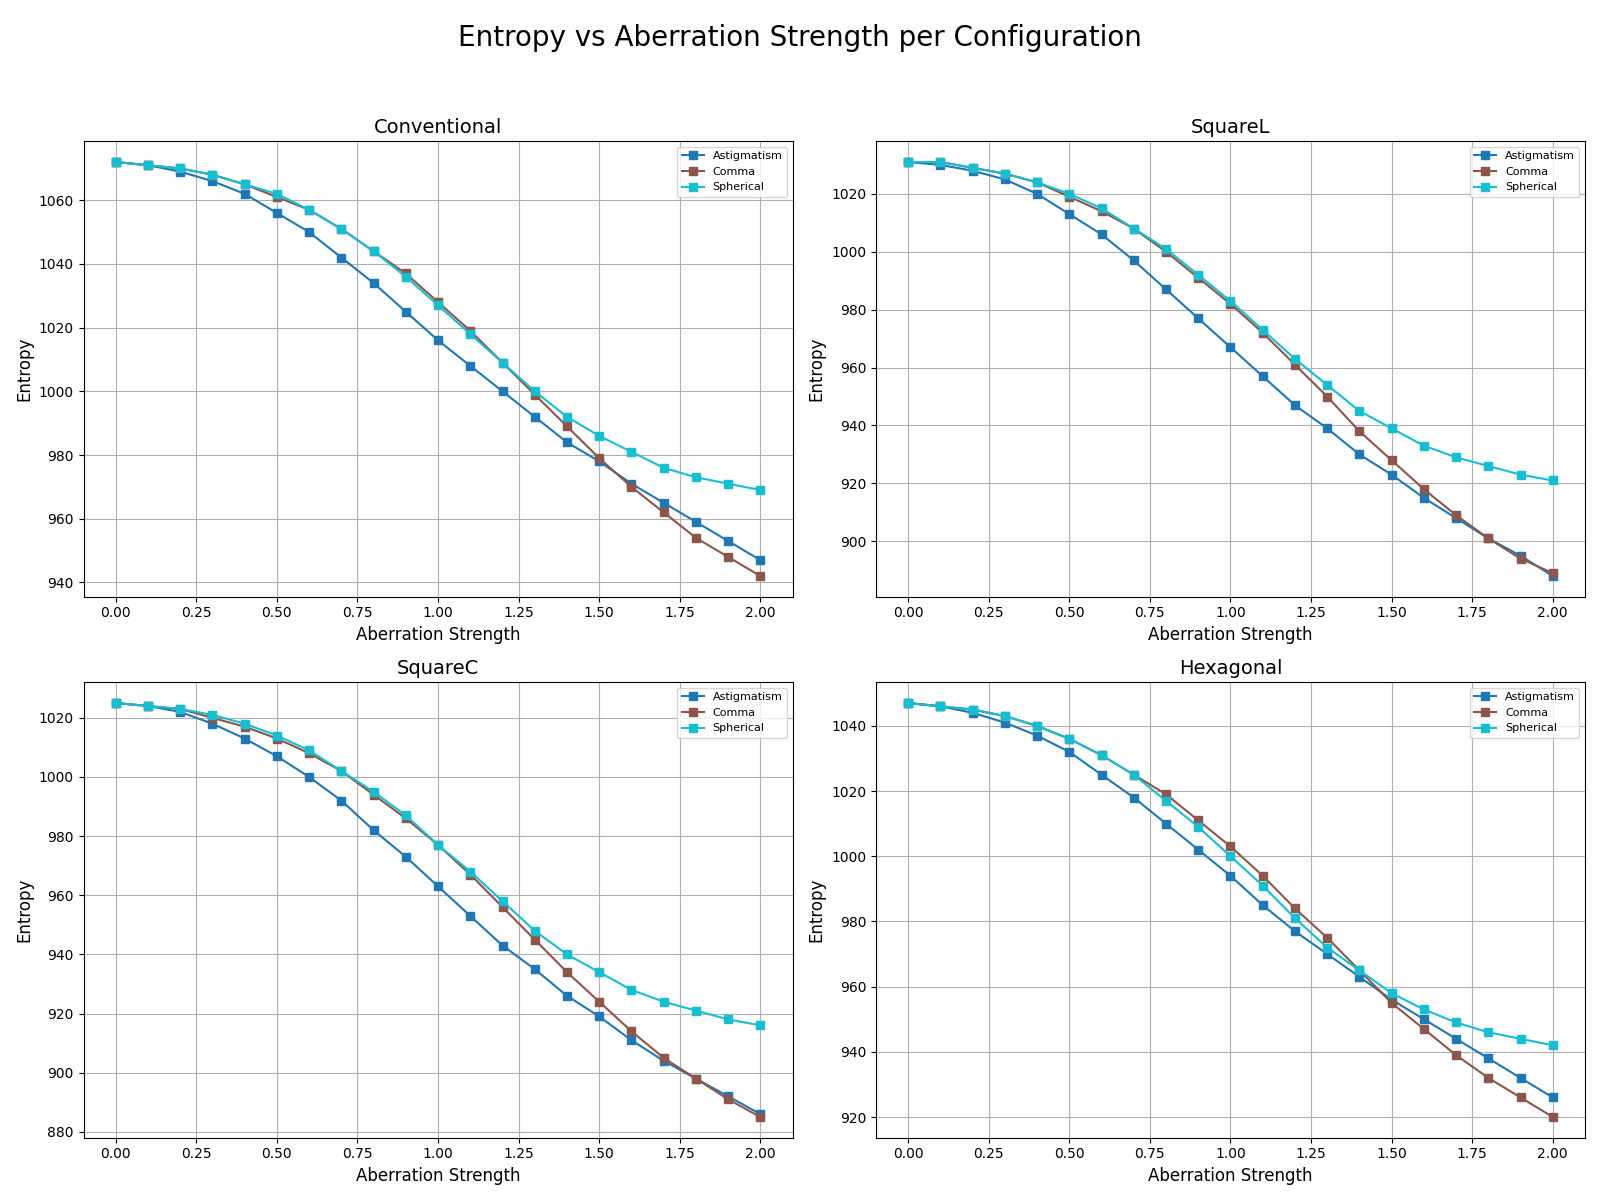 Entropy vs Aberration Strength per Configuration
Conventional
Astigmatism
Comma
Spherical
1060
1040
1020
1000
980
960
940
Entropy
0.00 0.25 0.50 0.75 1.00 1.25 1.50 1.75 2.00
Aberration Strength
SquareL
Astigmatism
Comma
Spherical
1020
1000
980
960
940
920
900
Entropy
0.00 0.25 0.50 0.75 1.00 1.25 1.50 1.75 2.00
Aberration Strength
SquareC
Astigmatism
Comma
Spherical
1020
1000
980
960
940
920
900
880
Entropy
0.00 0.25 0.50 0.75 1.00 1.25 1.50 1.75 2.00
Aberration Strength
Hexagonal
Astigmatism
Comma
Spherical
1040
1020
1000
980
960
940
920
Entropy
0.00 0.25 0.50 0.75 1.00 1.25 1.50 1.75 2.00
Aberration Strength